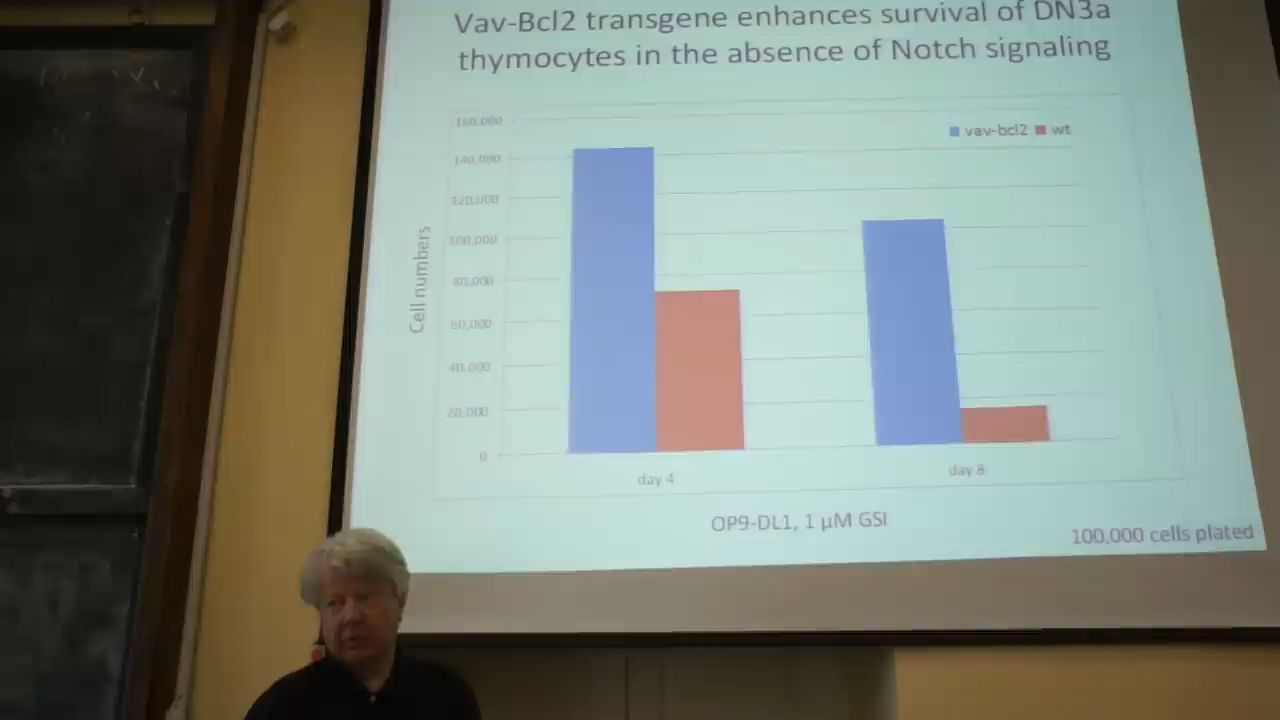 Vav-Bcl2 transgene enhances survival of DN3a
thymocytes in the absence of Notch signaling
vav-bcl2 wt
160,000
140,000
120,000
100,000
80,000
60,000
40,000
20,000
0
Cell numbers
day 4
day 8
OP9-DL1, 1 µM GSI
100,000 cells plated